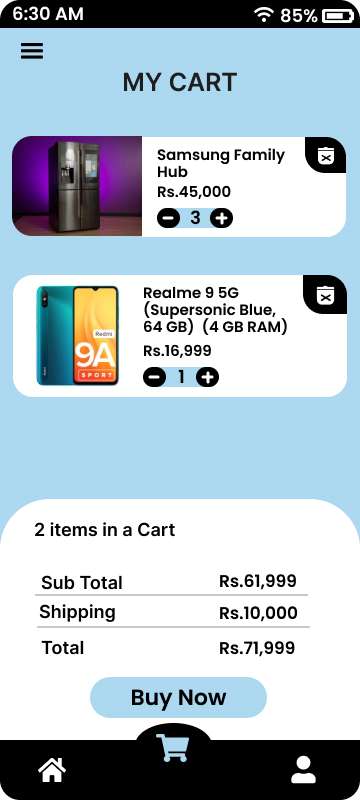 6:30 AM
85%
MY CART
Samsung Family
Hub
Rs.45,000
3
Realme 9 5G
(Supersonic Blue,
64 GB) (4 GB RAM)
Redmi
9A
SPORT
Rs.16,999
1
2 items in a Cart
Sub Total Rs.61,999
Shipping Rs.10,000
Total Rs.71,999
Buy Now